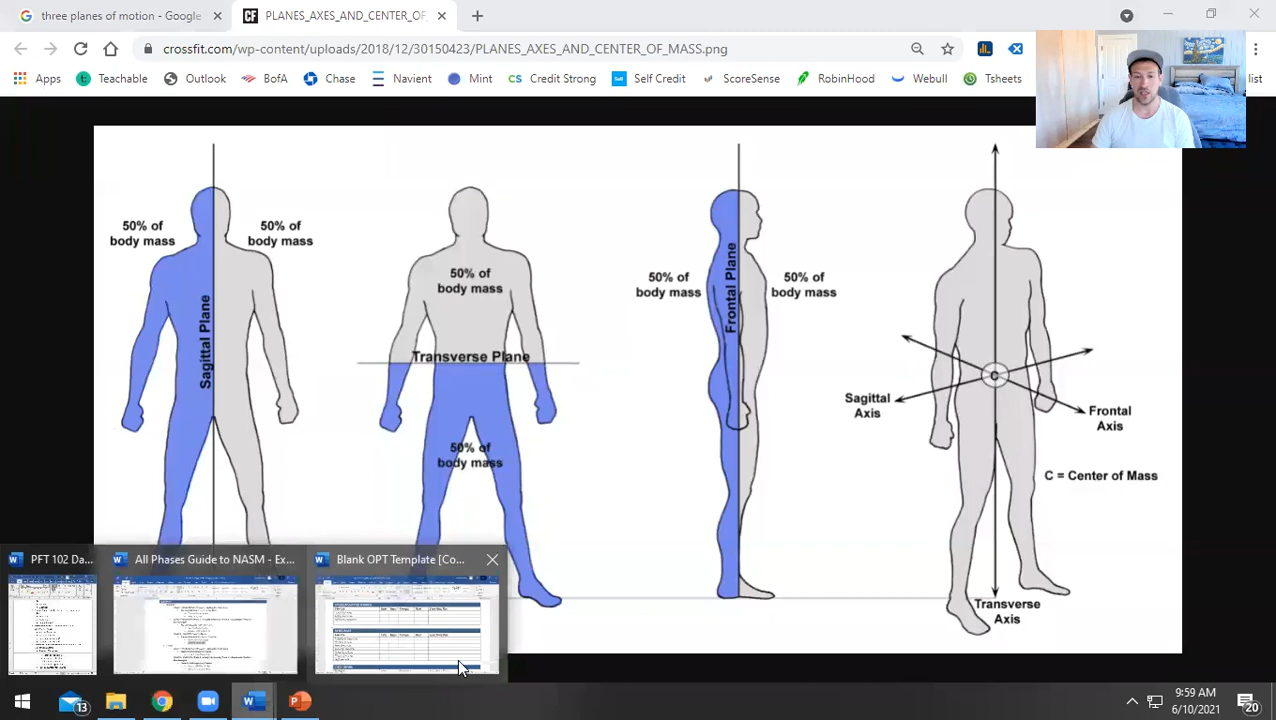 three planes of motion - Google
PLANES_AXES_AND_CENTER_OF_
crossfit.com/wp-content/uploads/2018/12/30150423/PLANES_AXES_AND_CENTER_OF_MASS.png
Apps
Teachable
Outlook
BofA
Chase
Navient
Mint
CS Credit Strong
Self Credit
ScoreSense
RobinHood
Webull
Tsheets
list
50% of
body mass
50% of
body mass
Sagittal Plane
50% of
body mass
Transverse Plane
50% of
body mass
50% of
body mass
Frontal Plane
50% of
body mass
Sagittal
Axis
C
Frontal
Axis
C = Center of Mass
Transverse
Axis
PFT 102 Da...
All Phases Guide to NASM - Ex...
Blank OPT Template [Co...
13
9:59 AM
6/10/2021
20